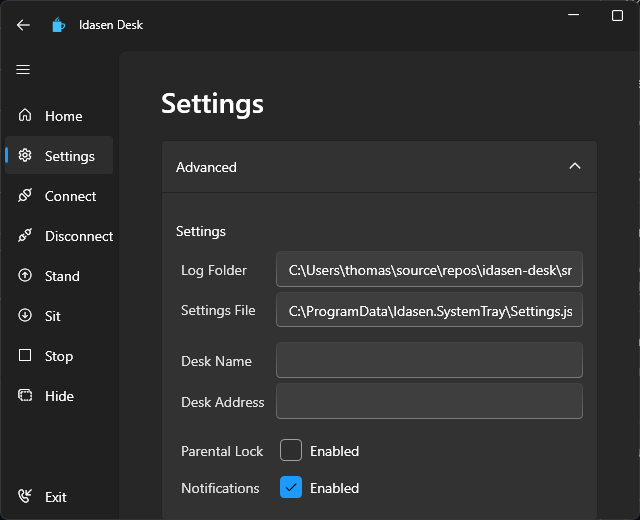 Idasen Desk
Home
Settings
Connect
Disconnect
Stand
Sit
Stop
Hide
Exit
Settings
Advanced
Settings
Log Folder C:\Users\thomas\source\repos\idasen-desk\sr
Settings File C:\ProgramData\Idasen.SystemTray\Settings.js
Desk Name
Desk Address
Parental Lock Enabled
Notifications Enabled